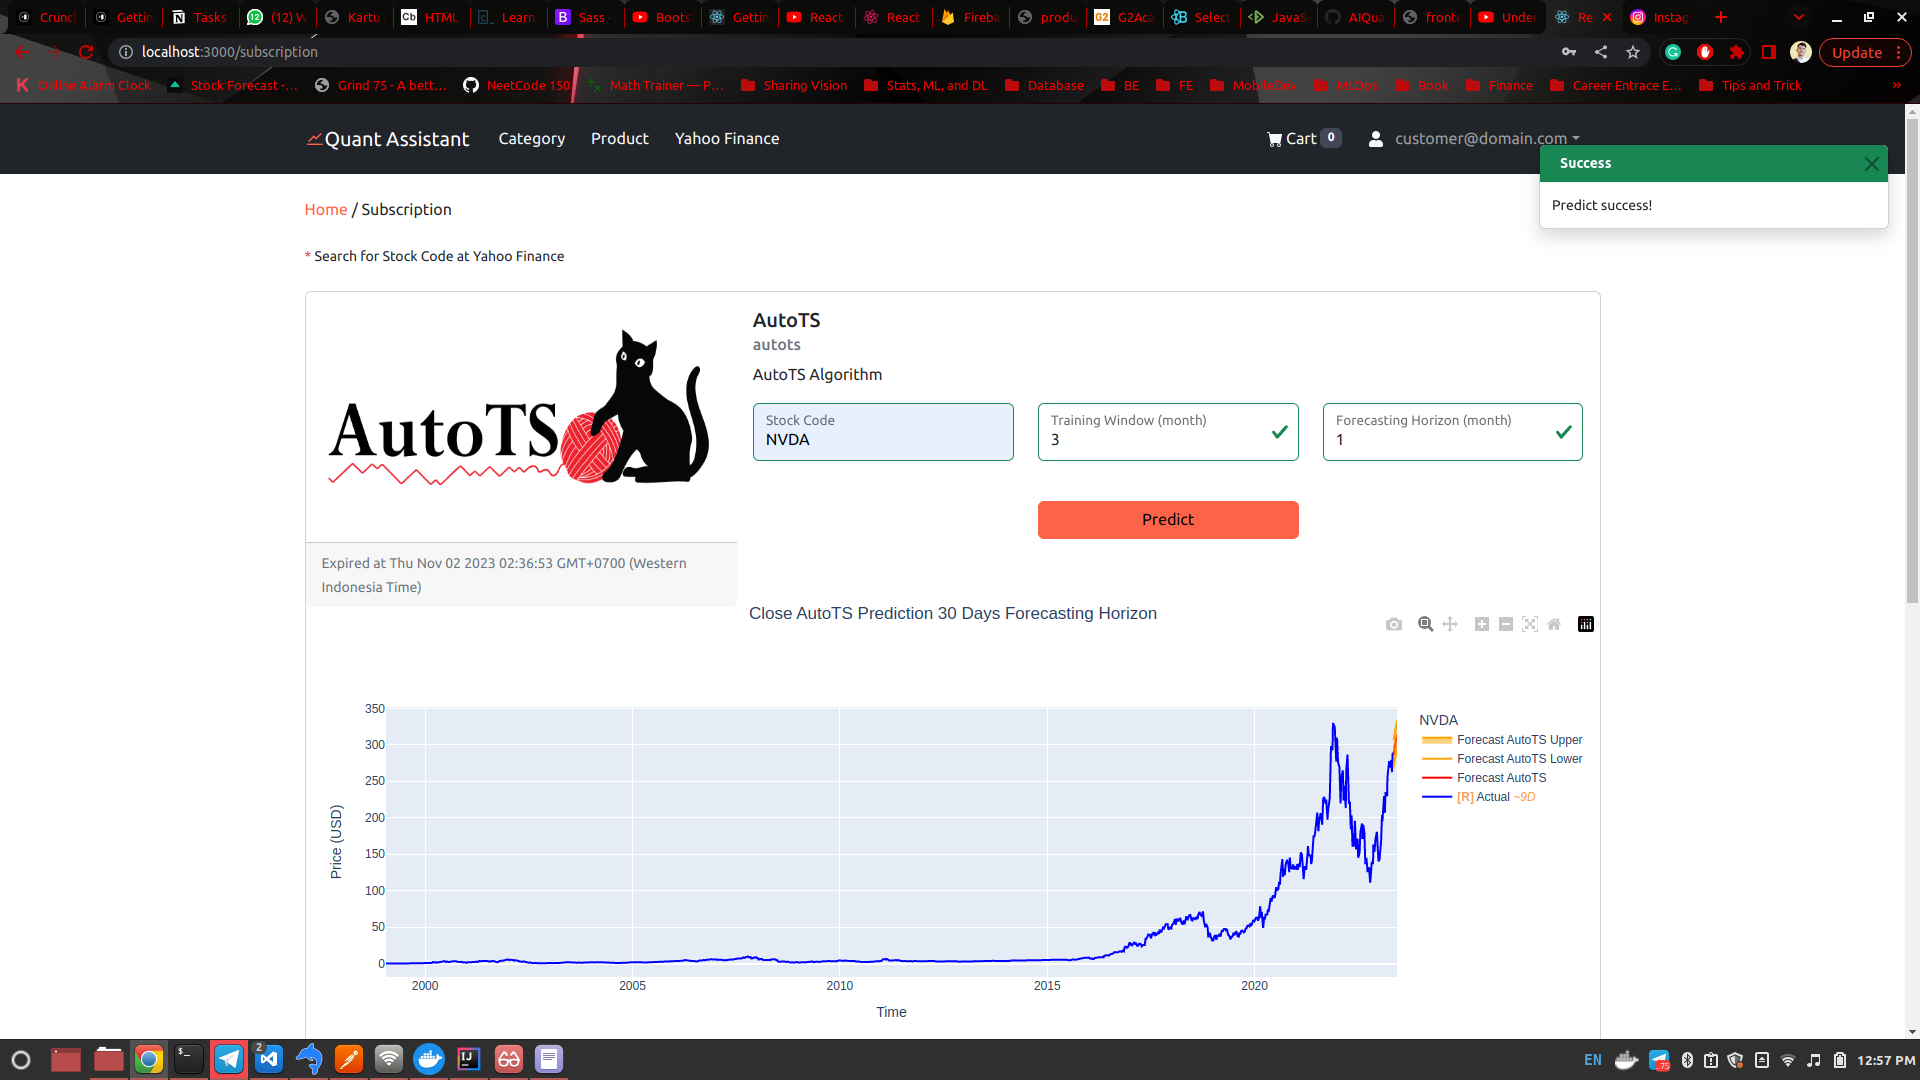 Crunch
Gettin
Tasks
(12) W
Kartu
HTML
Learn
Sass
Boots
Gettin
React
React
Fireba
produ
G2Aca
Select
JavaS
AIQua
fronte
Under
Re
Instag
localhost:3000/subscription
Update
Online Alarm Clock
Stock Forecast -...
Grind 75 - A bett...
NeetCode 150
Math Trainer — P...
Sharing Vision
Stats, ML, and DL
Database
BE
FE
MobileDev
MLOps
Book
Finance
Career Entrace E...
Tips and Trick
»
Quant Assistant
Category
Product
Yahoo Finance
Cart 0
customer@domain.com
Success
Predict success!
Home / Subscription
* Search for Stock Code at Yahoo Finance
AutoTS
AutoTS
autots
AutoTS Algorithm
Stock Code
NVDA
Training Window (month)
3
Forecasting Horizon (month)
1
Predict
Expired at Thu Nov 02 2023 02:36:53 GMT+0700 (Western
Indonesia Time)
Close AutoTS Prediction 30 Days Forecasting Horizon
350
300
250
200
150
100
50
0
Price (USD)
2000
2005
2010
2015
2020
Time
NVDA
Forecast AutoTS Upper
Forecast AutoTS Lower
Forecast AutoTS
[R] Actual ~9D
2
EN
75
12:57 PM